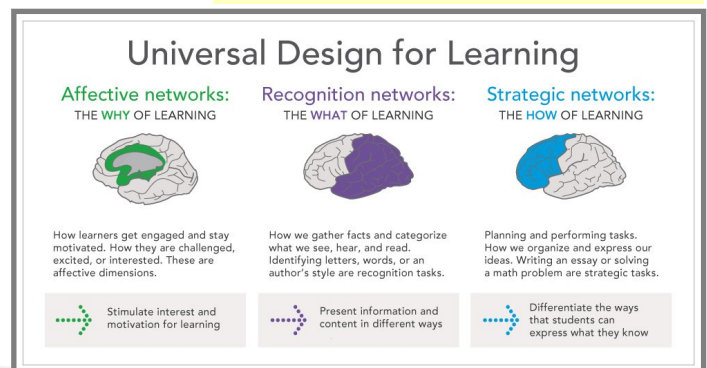 Universal Design for Learning
Affective networks:
THE WHY OF LEARNING
How learners get engaged and stay
motivated. How they are challenged,
excited, or interested. These are
affective dimensions.
Stimulate interest and
motivation for learning
Recognition networks:
THE WHAT OF LEARNING
How we gather facts and categorize
what we see, hear, and read.
Identifying letters, words, or an
author's style are recognition tasks.
Present information and
content in different ways
Strategic networks:
THE HOW OF LEARNING
Planning and performing tasks.
How we organize and express our
ideas. Writing an essay or solving
a math problem are strategic tasks.
Differentiate the ways
that students can
express what they know